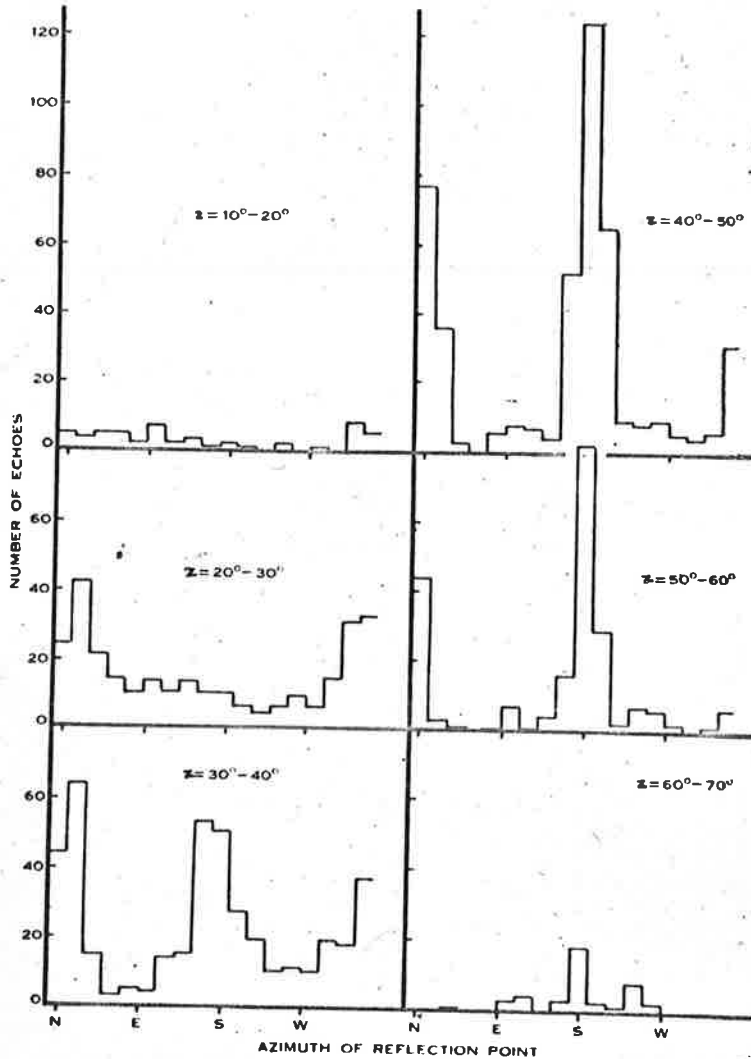 120
100
80
60
40
20
0
z=10°-20°
z=40°-50°
NUMBER OF ECHOES
60
40
20
0
z=20°-30°
z=50°-60°
60
40
20
0
z=30°-40°
z=60°-70°
N E S W N E S W
AZIMUTH OF REFLECTION POINT